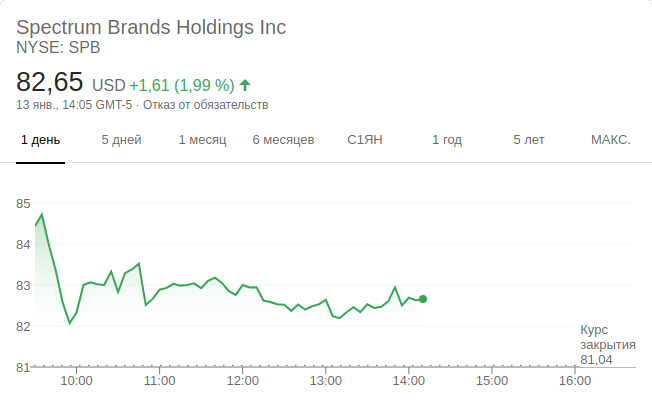 Spectrum Brands Holdings Inc
NYSE: SPB
82,65 USD +1,61 (1,99 %)
13 янв., 14:05 GMT-5 · Отказ от обязательств
1 день 5 дней 1 месяц 6 месяцев С1ЯН 1 год 5 лет МАКС.
85
84
83
82
Курс
закрытия
81,04
81
10:00 11:00 12:00 13:00 14:00 15:00 16:00